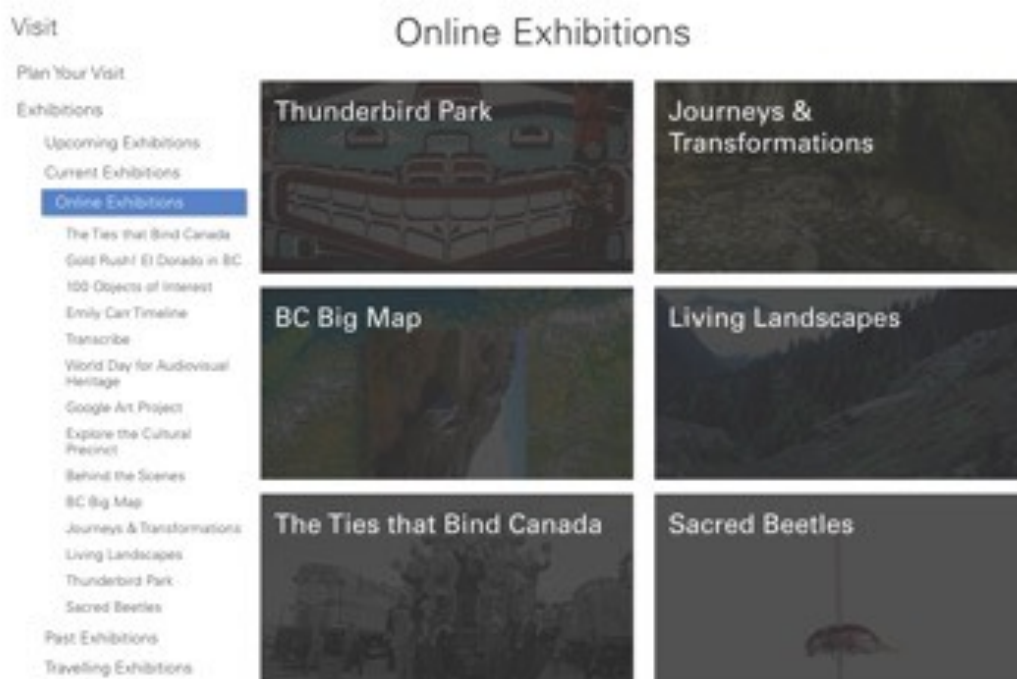 Visit
Plan Your Visit
Exhibitions
Upcoming Exhibitions
Current Exhibitions
Online Exhibitions
The Ties that Bind Canada
Gold Rush! El Dorado in BC
100 Objects of Interest
Emily Carr Timeline
Transcribe
World Day for Audiovisual
Heritage
Google Art Project
Explore the Cultural
Precinct
Behind the Scenes
BC Big Map
Journeys & Transformations
Living Landscapes
Thunderbird Park
Sacred Beetles
Past Exhibitions
Travelling Exhibitions
Online Exhibitions
Thunderbird Park
Journeys &
Transformations
BC Big Map
Living Landscapes
The Ties that Bind Canada
Sacred Beetles